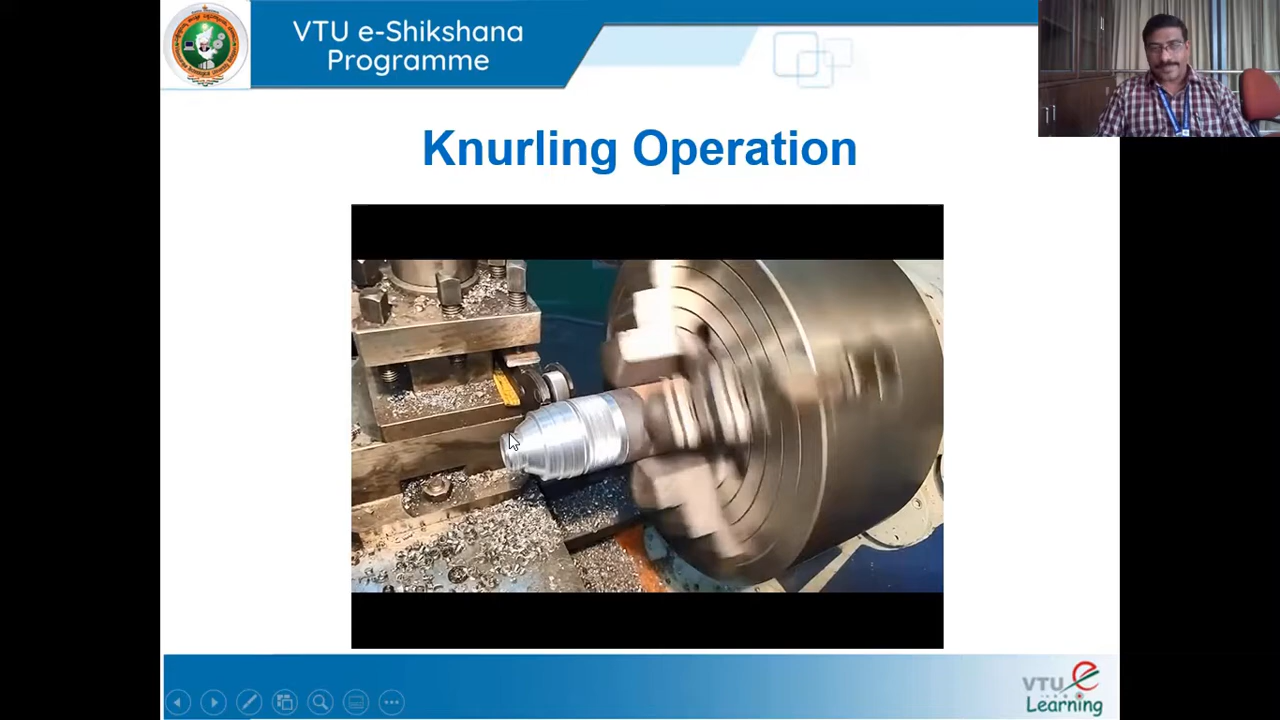 VTU e-Shikshana
Programme
Knurling Operation
VTU e
Learning